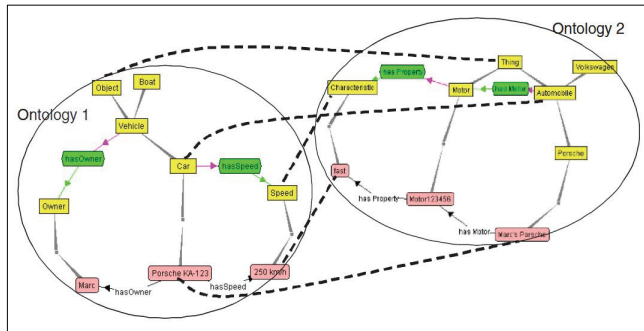 Ontology 2
Thing
Volkswagen
Object
Boat
has Property
Characteristic
Motor
has Motor
Automobile
Ontology 1
Vehicle
hasOwner
Car
hasSpeed
Porsche
fast
Owner
Speed
has Property
Motor123456
has Motor
Marc's Porsche
Marc
hasOwner
Porsche KA-123
hasSpeed
250 km/h